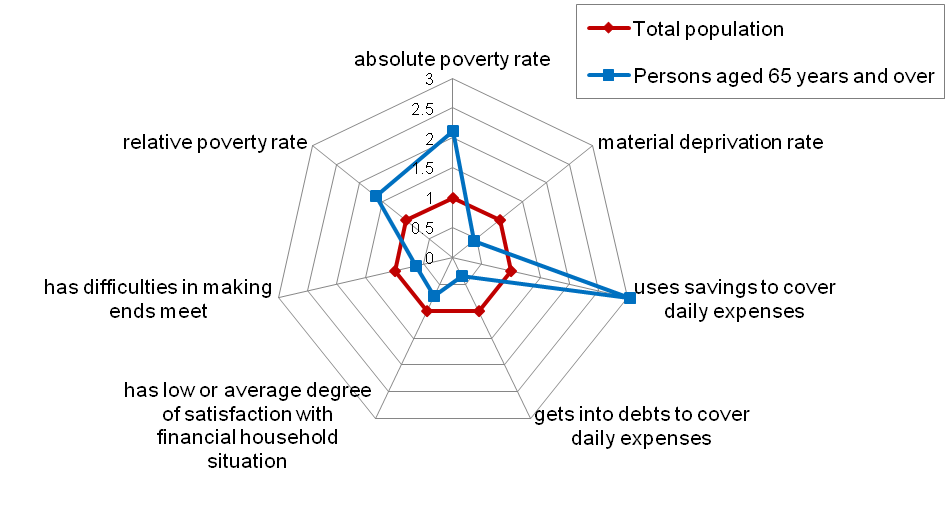 Total population
Persons aged 65 years and over
absolute poverty rate
3
2.5
2
1.5
1
0.5
0
relative poverty rate
material deprivation rate
has difficulties in making
ends meet
uses savings to cover
daily expenses
has low or average degree
of satisfaction with
financial household
situation
gets into debts to cover
daily expenses